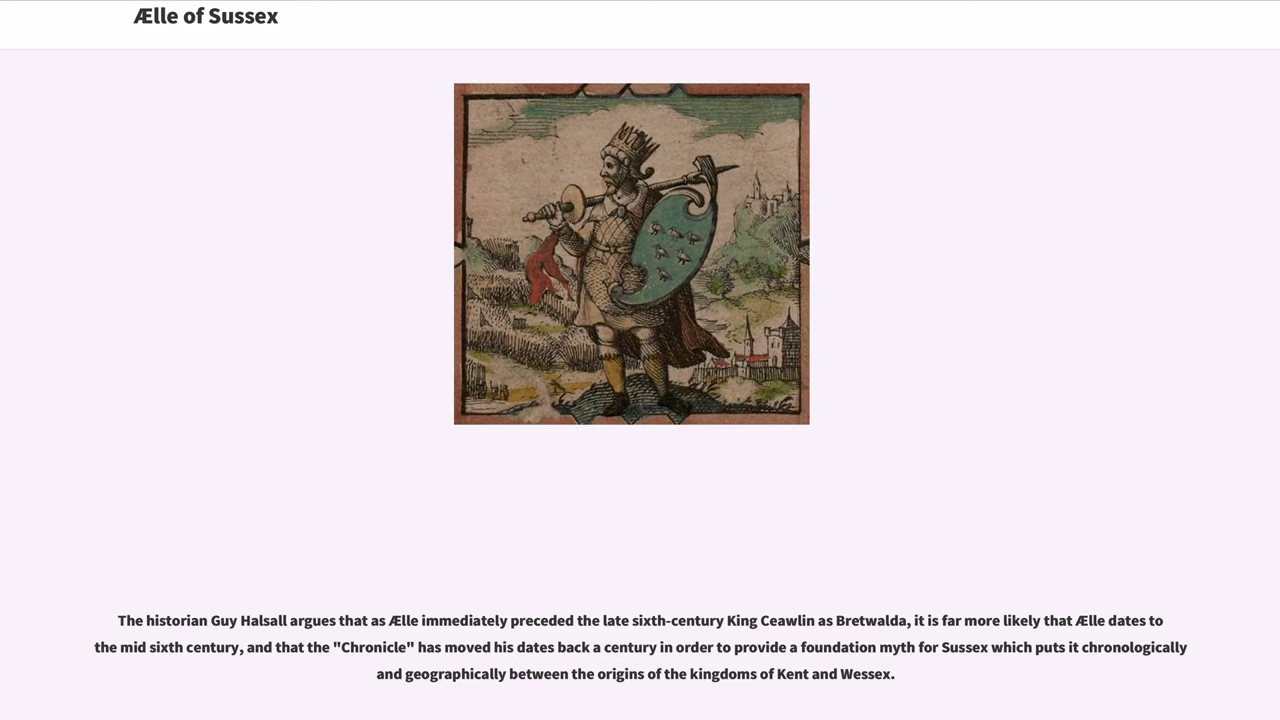 Ælle of Sussex
The historian Guy Halsall argues that as Ælle immediately preceded the late sixth-century King Ceawlin as Bretwalda, it is far more likely that Ælle dates to
the mid sixth century, and that the "Chronicle" has moved his dates back a century in order to provide a foundation myth for Sussex which puts it chronologically
and geographically between the origins of the kingdoms of Kent and Wessex.